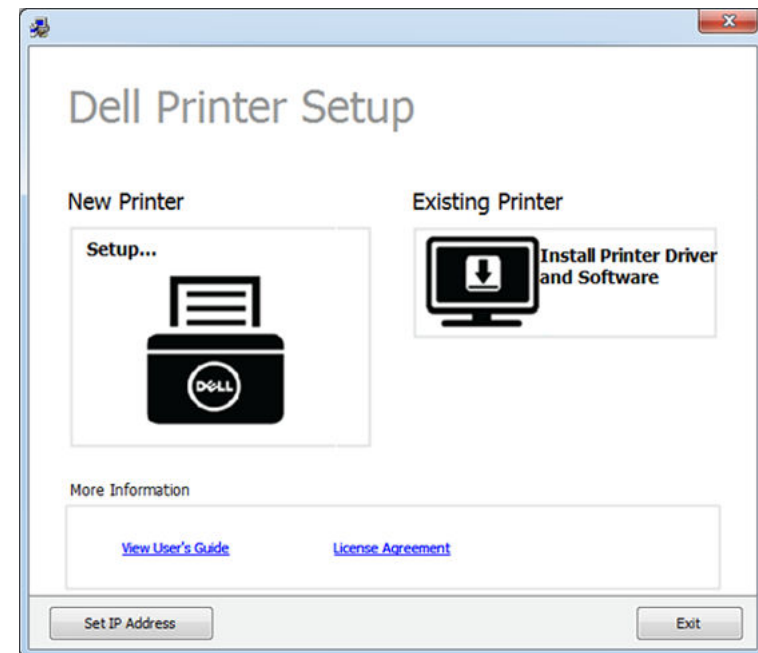 Dell Printer Setup
New Printer
Existing Printer
Setup...
Install Printer Driver
and Software
DELL
More Information
View User's Guide
License Agreement
Set IP Address
Exit